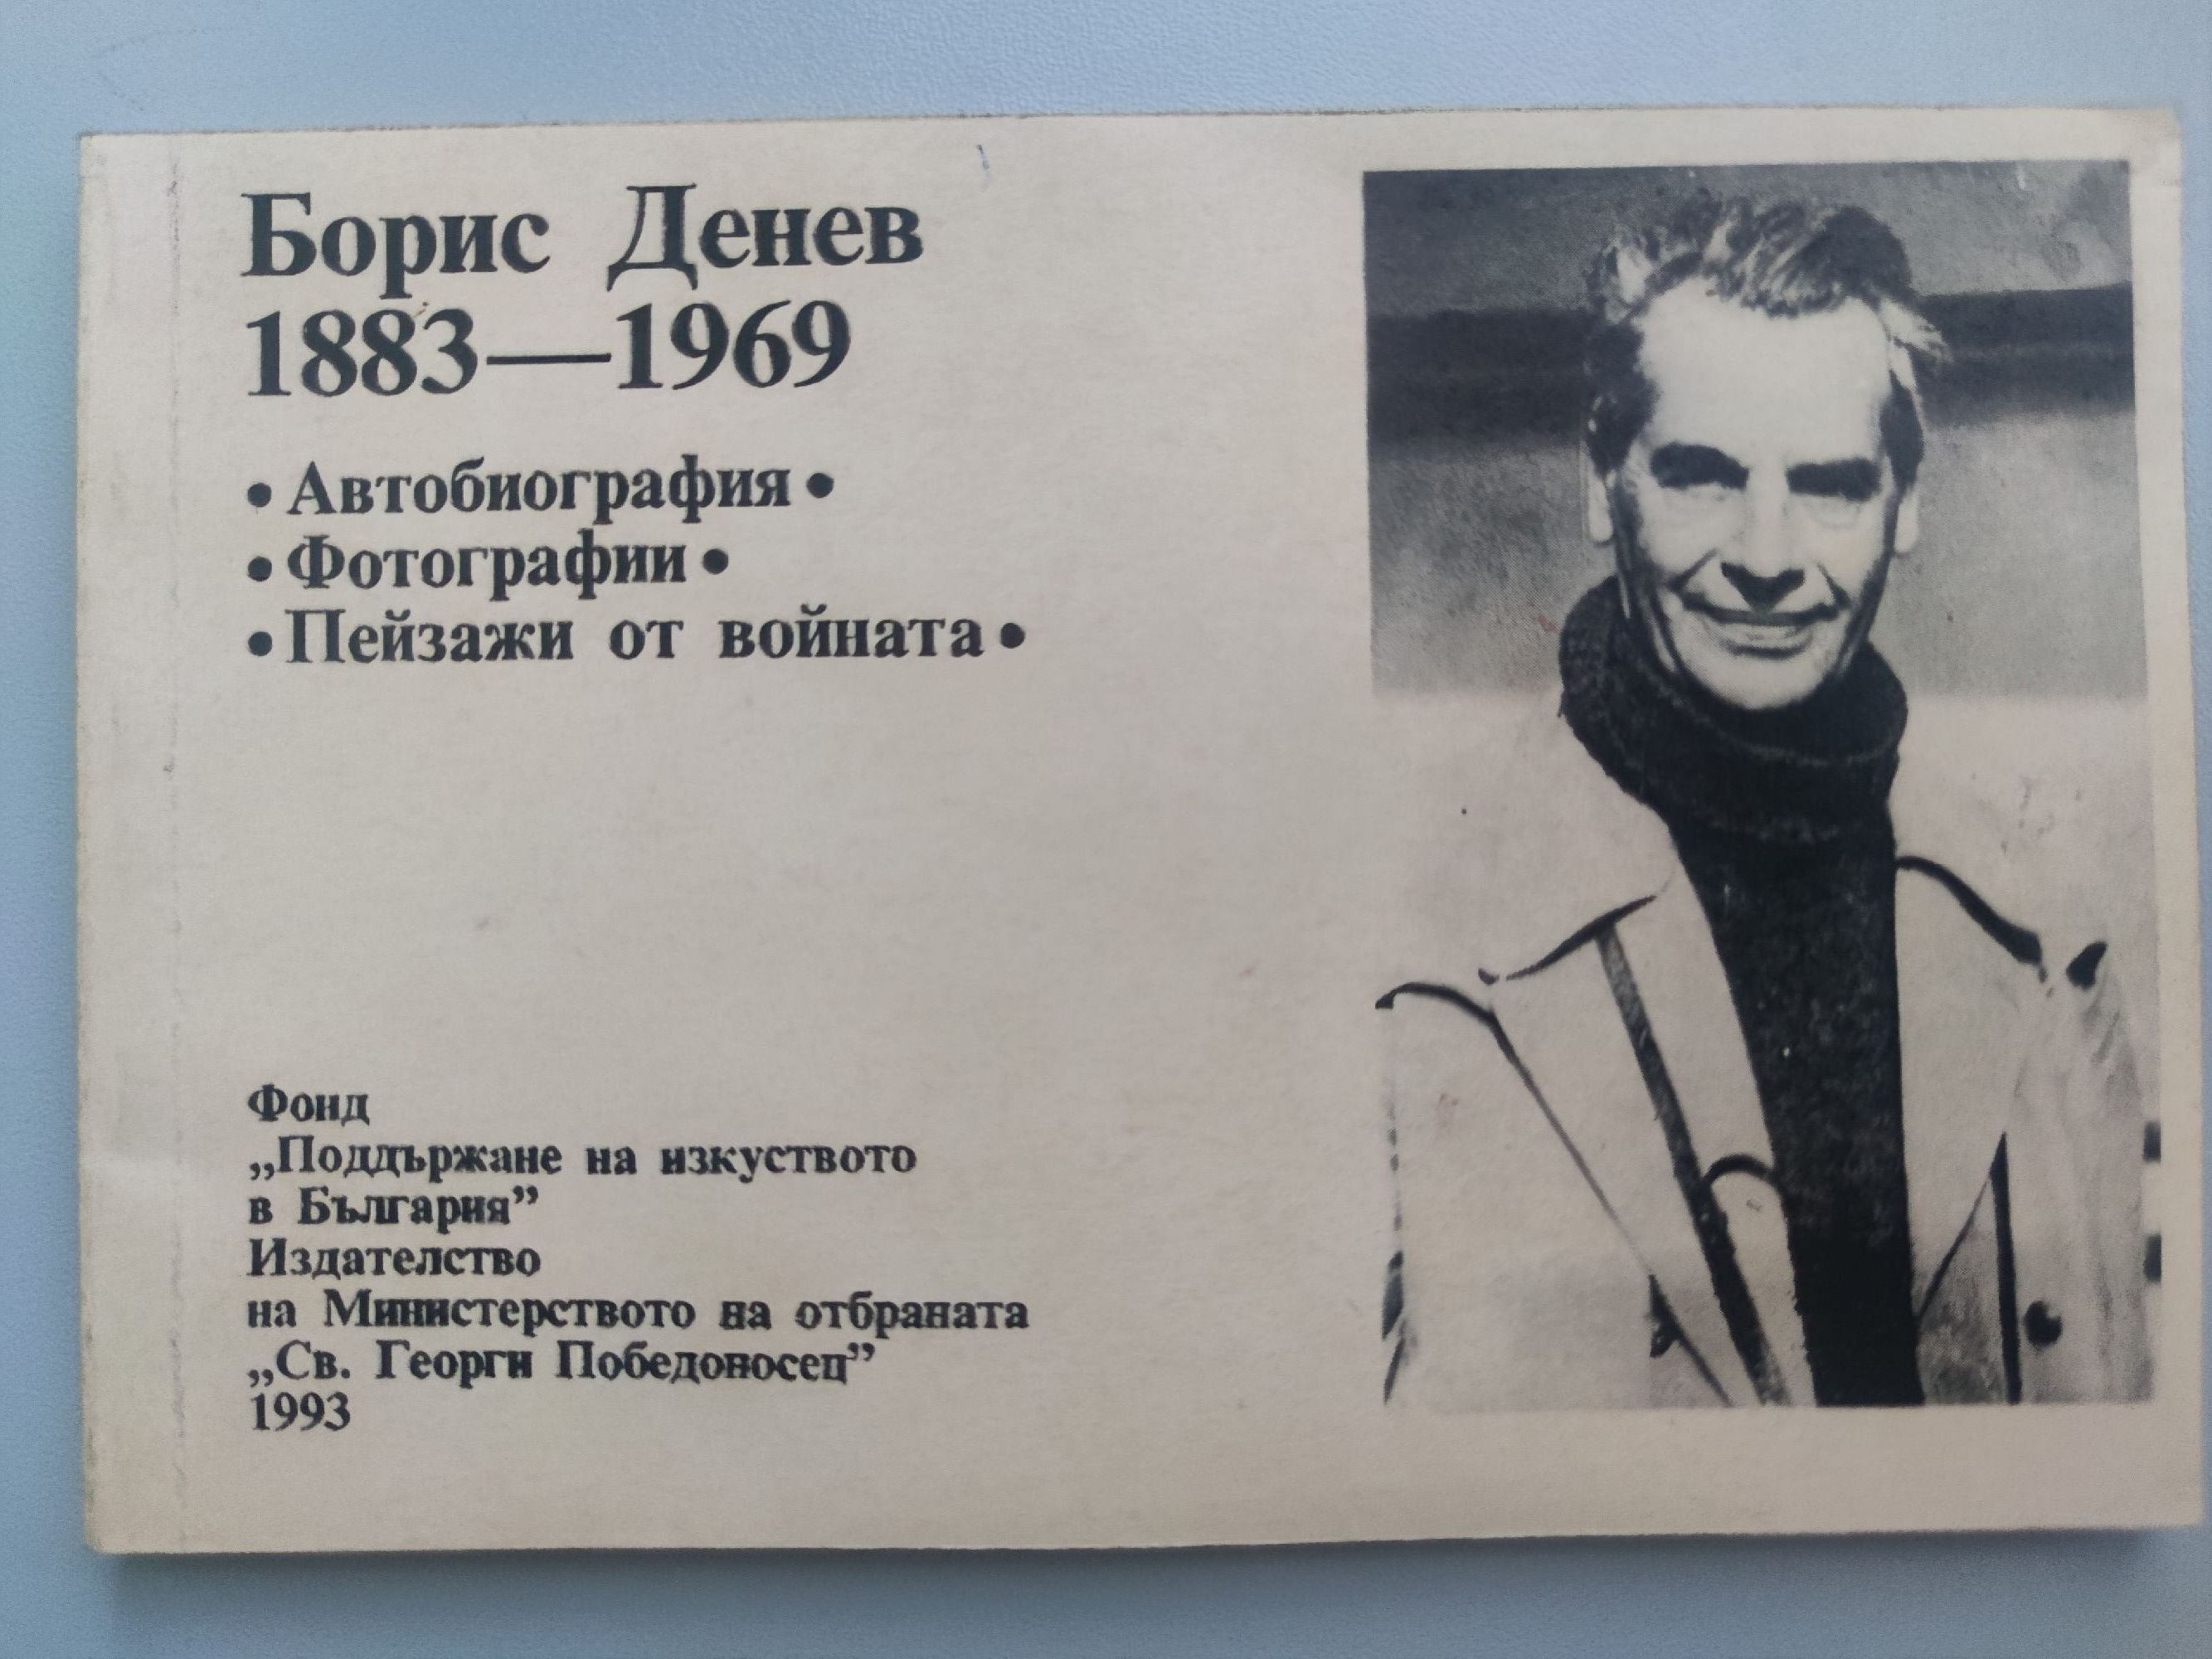 Борис Денев
1883—1969
• Автобиография •
• Фотографии •
• Пейзажи от войната •
Фонд
„Поддържане на изкуството
в България”
Издателство
на Министерството на отбраната
„Св. Георги Победоносец”
1993